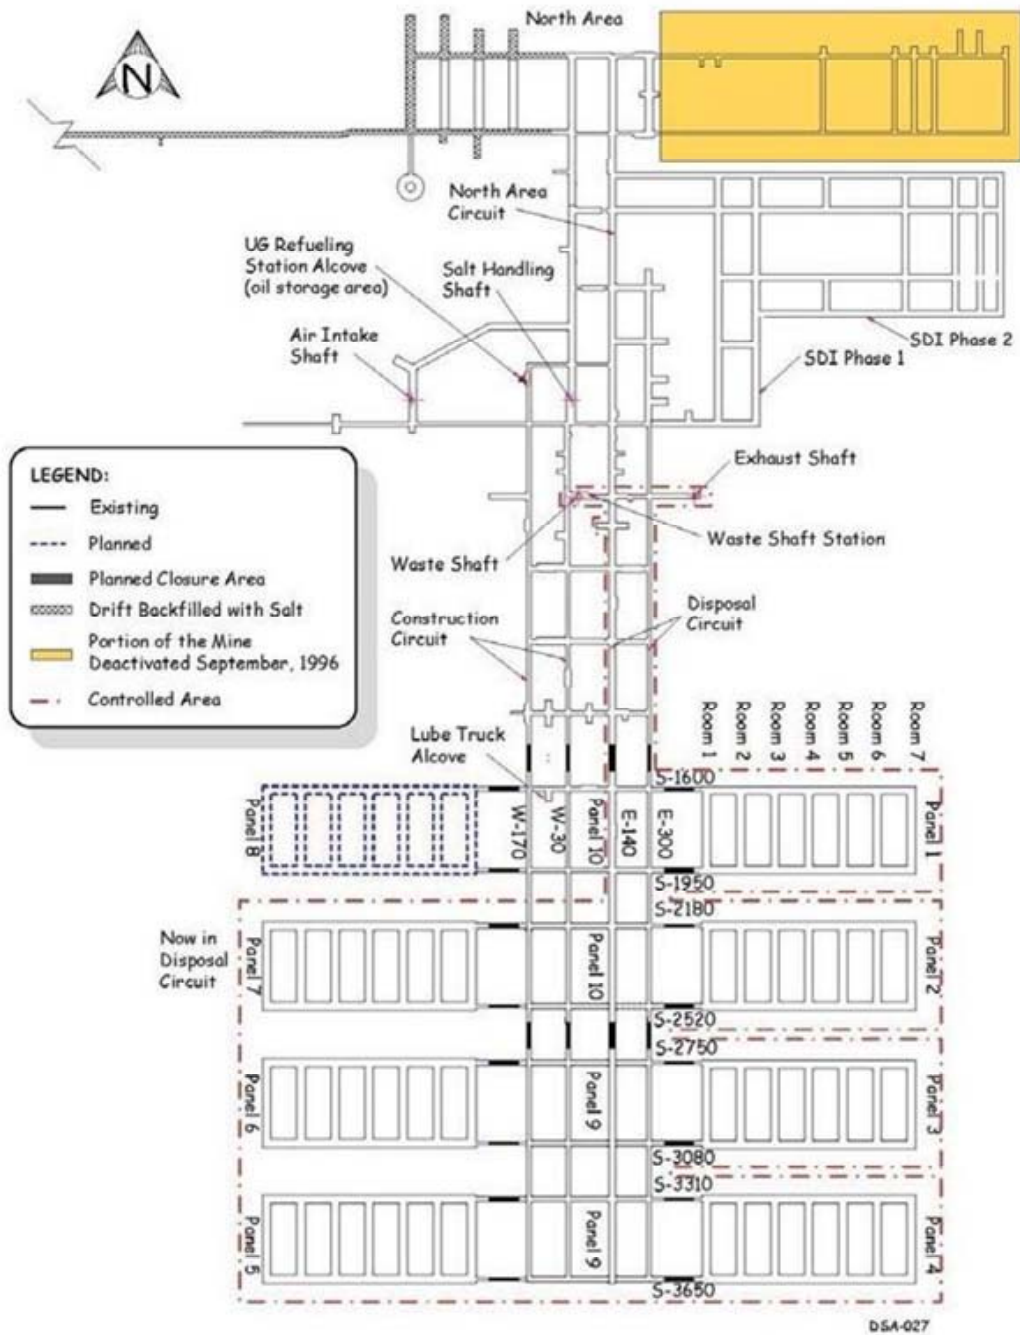 North Area
N
North Area
Circuit
UG Refueling
Station Alcove
(oil storage area)
Salt Handling
Shaft
Air Intake
Shaft
SDI Phase 2
SDI Phase 1
LEGEND:
Existing
Planned
Planned Closure Area
Drift Backfilled with Salt
Portion of the Mine
Deactivated September, 1996
Controlled Area
Exhaust Shaft
Waste Shaft Station
Waste Shaft
Construction
Circuit
Disposal
Circuit
Lube Truck
Alcove
Room 1
Room 2
Room 3
Room 4
Room 5
Room 6
Room 7
S-1600
Panel 8
W-170
W-30
Panel 10
E-140
E-300
Panel 1
S-1950
S-2180
Now in
Disposal
Circuit
Panel 7
Panel 10
Panel 2
S-2520
S-2750
Panel 6
Panel 9
Panel 3
S-3080
S-3310
Panel 5
Panel 9
Panel 4
S-3650
DSA-027